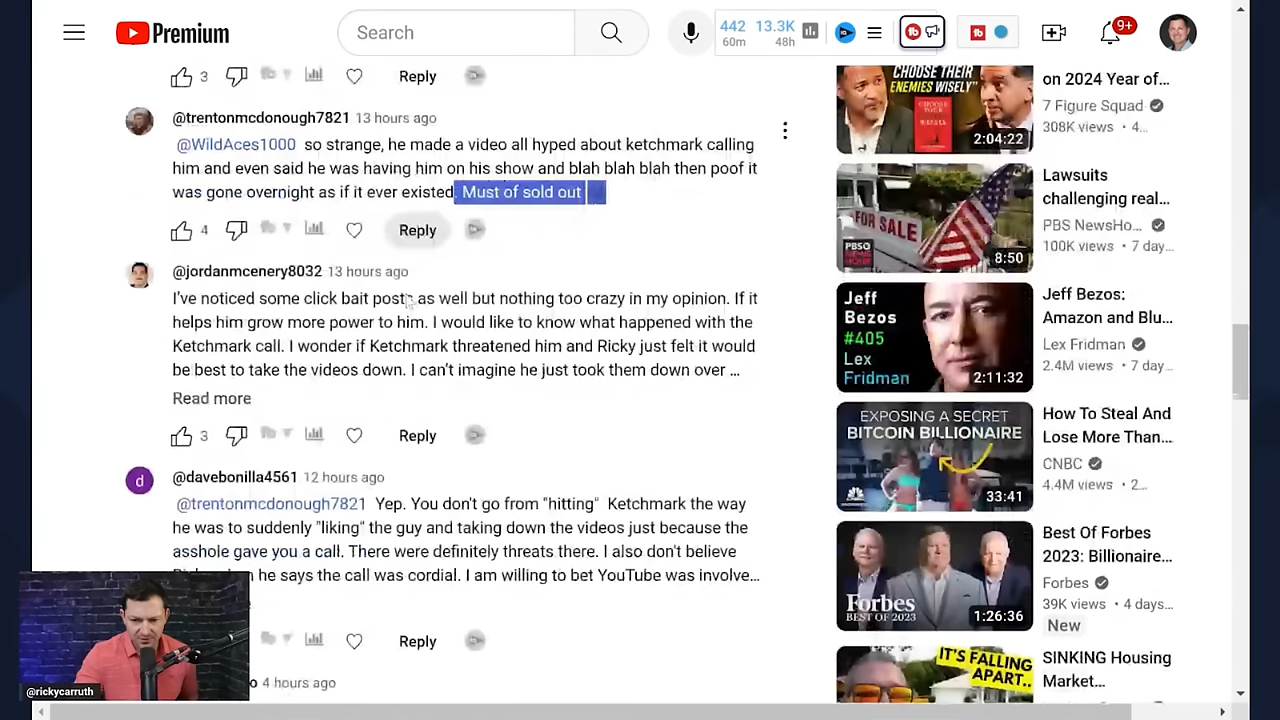 Premium
Search
442 13.3K
60m 48h
9+
3
Reply
@trentonmcdonough7821 13 hours ago
@WildAces1000 so strange, he made a video all hyped about ketchmark calling
him and even said he was having him on his show and blah blah blah then poof it
was gone overnight as if it ever existed. Must of sold out
4
Reply
@jordanmcenery8032 13 hours ago
I've noticed some click bait posts as well but nothing too crazy in my opinion. If it
helps him grow more power to him. I would like to know what happened with the
Ketchmark call. I wonder if Ketchmark threatened him and Ricky just felt it would
be best to take the videos down. I can't imagine he just took them down over ...
Read more
3
Reply
d
@davebonilla4561 12 hours ago
@trentonmcdonough7821 Yep. You don't go from "hitting" Ketchmark the way
he was to suddenly "liking" the guy and taking down the videos just because the
asshole gave you a call. There were definitely threats there. I also don't believe
he says the call was cordial. I am willing to bet YouTube was involve...
Reply
4 hours ago
@rickycarruth
CHOOSE THEIR
ENEMIES WISELY"
2:04:22
on 2024 Year of...
7 Figure Squad
308K views • 4...
FOR SALE
PBS
NEWS
HOUR
8:50
Lawsuits
challenging real...
PBS NewsHo...
100K views • 7 day...
Jeff
Bezos
#405
Lex
Fridman
2:11:32
Jeff Bezos:
Amazon and Blu...
Lex Fridman
2.4M views • 7 day...
EXPOSING A SECRET
BITCOIN BILLIONAIRE
CNBC
33:41
How To Steal And
Lose More Than...
CNBC
4.4M views • 2...
Forbes
BEST OF 2023
1:26:36
Best Of Forbes
2023: Billionaire...
Forbes
39K views • 4 days...
New
IT'S FALLING
APART..
SINKING Housing
Market...